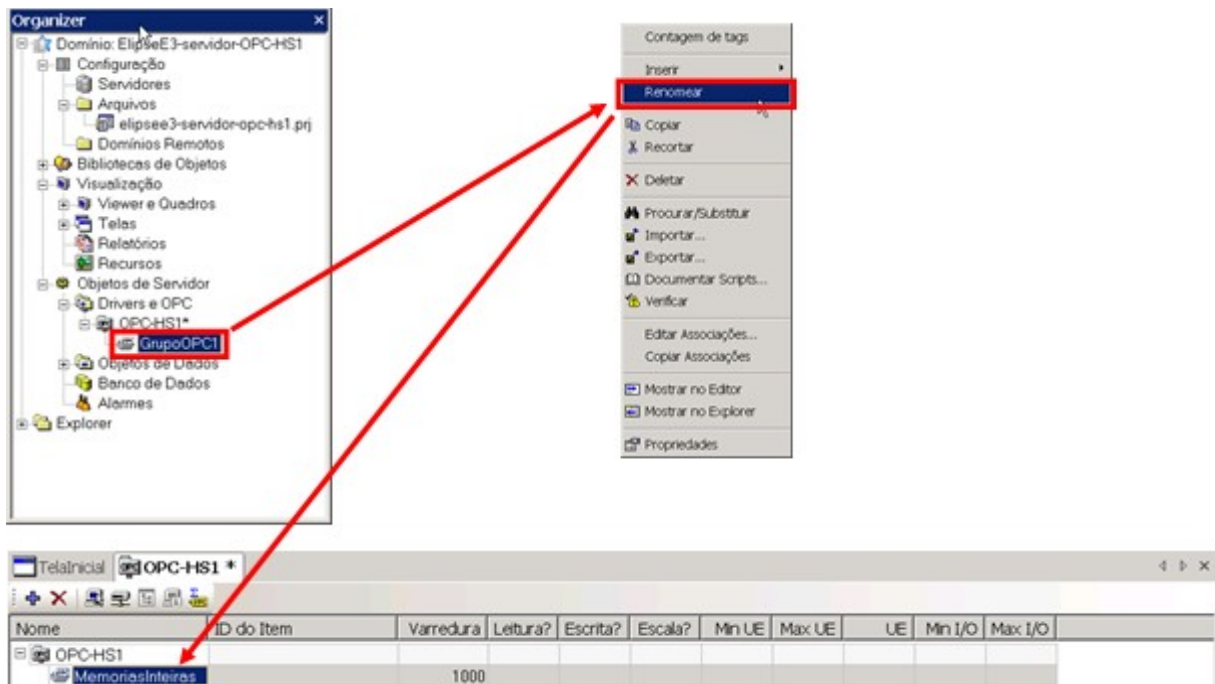 Organizer
Domínio: ElipseE3-servidor-OPC-HS1
Configuração
Servidores
Arquivos
elipsee3-servidor-opc-hs1.prj
Domínios Remotos
Bibliotecas de Objetos
Visualização
Viewer e Quadros
Telas
Relatórios
Recursos
Objetos de Servidor
Drivers e OPC
OPC-HS1*
GrupoOPC1
Objetos de Dados
Banco de Dados
Alarmes
Explorer
Contagem de tags
Inserir
Renomear
Copiar
Recortar
Deletar
Procurar/Substituir
Importar...
Exportar...
Documentar Scripts...
Verificar
Editar Associações...
Copiar Associações
Mostrar no Editor
Mostrar no Explorer
Propriedades
TelaInicial OPC-HS1 *
Nome ID do Item Varredura Leitura? Escrita? Escala? Min UE Max UE UE Min I/O Max I/O
OPC-HS1
MemoriasInteiras 1000